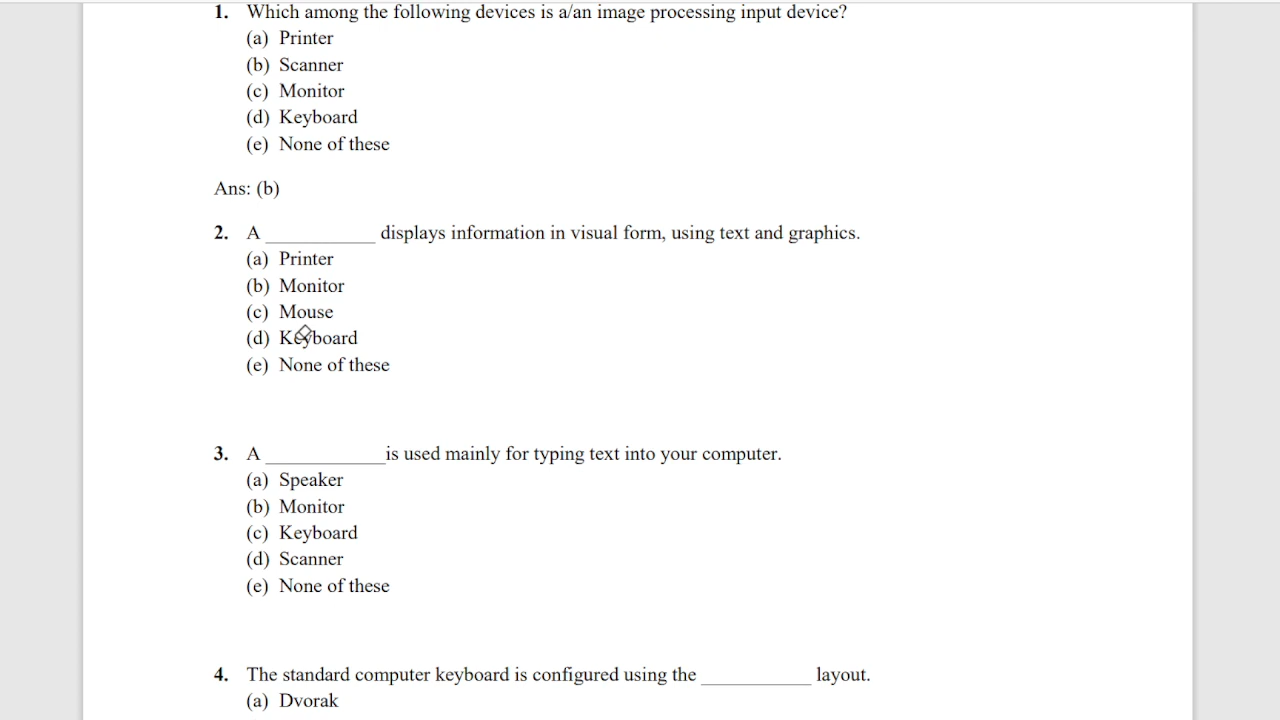 1. Which among the following devices is a/an image processing input device?
(a) Printer
(b) Scanner
(c) Monitor
(d) Keyboard
(e) None of these
Ans: (b)
2. A ___________ displays information in visual form, using text and graphics.
(a) Printer
(b) Monitor
(c) Mouse
(d) Keyboard
(e) None of these
3. A ____________is used mainly for typing text into your computer.
(a) Speaker
(b) Monitor
(c) Keyboard
(d) Scanner
(e) None of these
4. The standard computer keyboard is configured using the ___________ layout.
(a) Dvorak